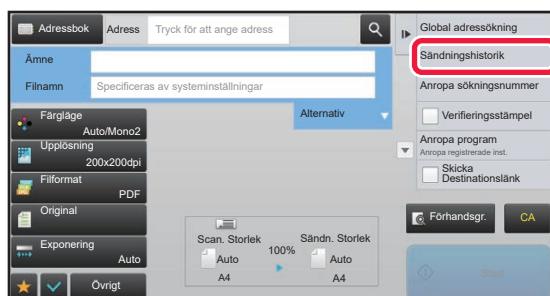 Adressbok
Adress
Tryck för att ange adress
Ämne
Filnamn
Specificeras av systeminställningar
Alternativ
Färgläge
Auto/Mono2
Upplösning
200x200dpi
Filformat
PDF
Original
Exponering
Auto
Övrigt
Scan. Storlek
Auto
A4
100%
Sändn. Storlek
Auto
A4
Global adressökning
Sändningshistorik
Anropa sökningsnummer
Verifieringsstämpel
Anropa program
Anropa registrerade inst.
Skicka
Destinationslänk
Förhandsgr.
CA
Start